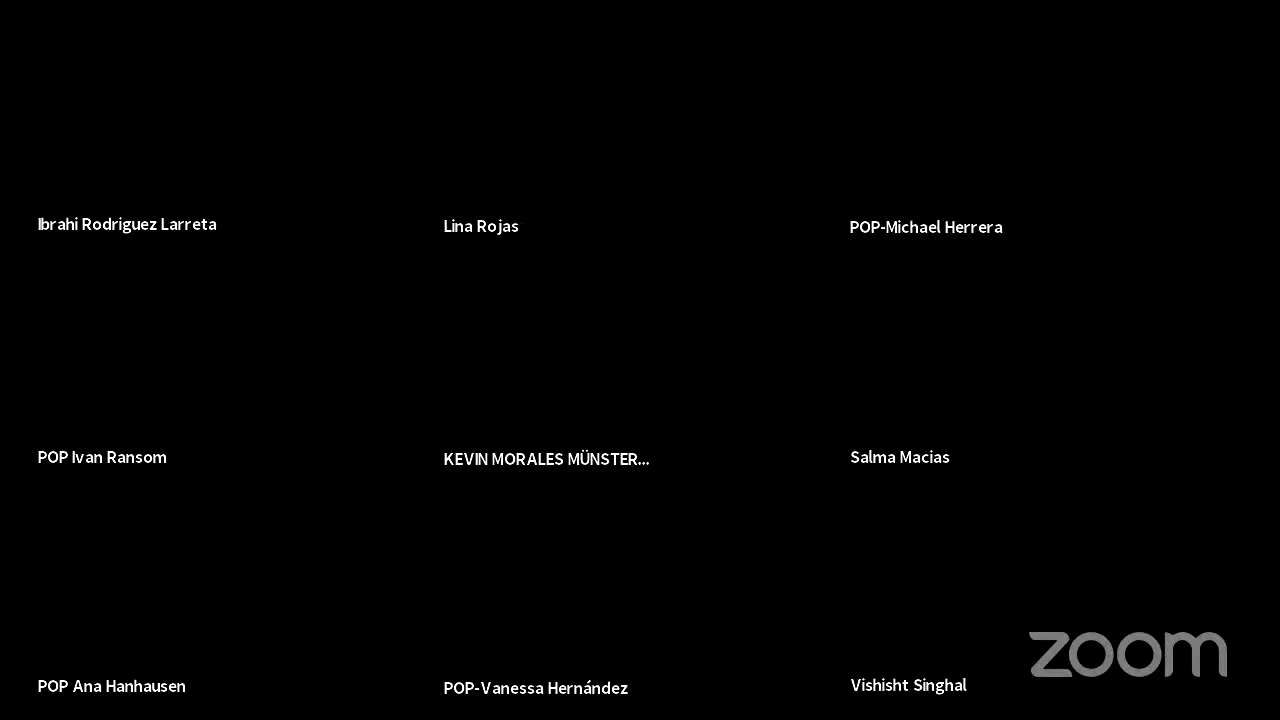 Ibrahi Rodriguez Larreta
Lina Rojas
POP-Michael Herrera
POP Ivan Ransom
KEVIN MORALES MÜNSTER...
Salma Macias
POP Ana Hanhausen
POP-Vanessa Hernández
Vishisht Singhal
zoom